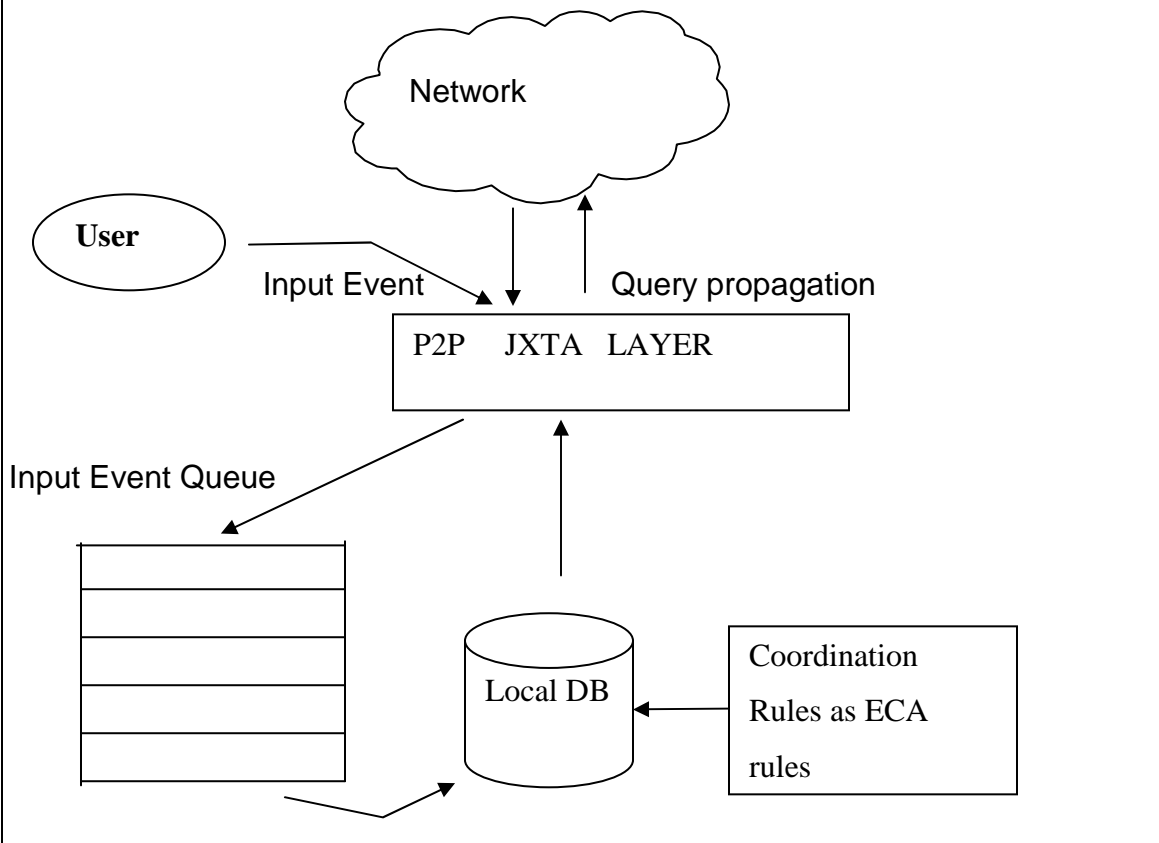 Network
User
Input Event
Query propagation
P2P JXTA LAYER
Input Event Queue
Local DB
Coordination
Rules as ECA
rules